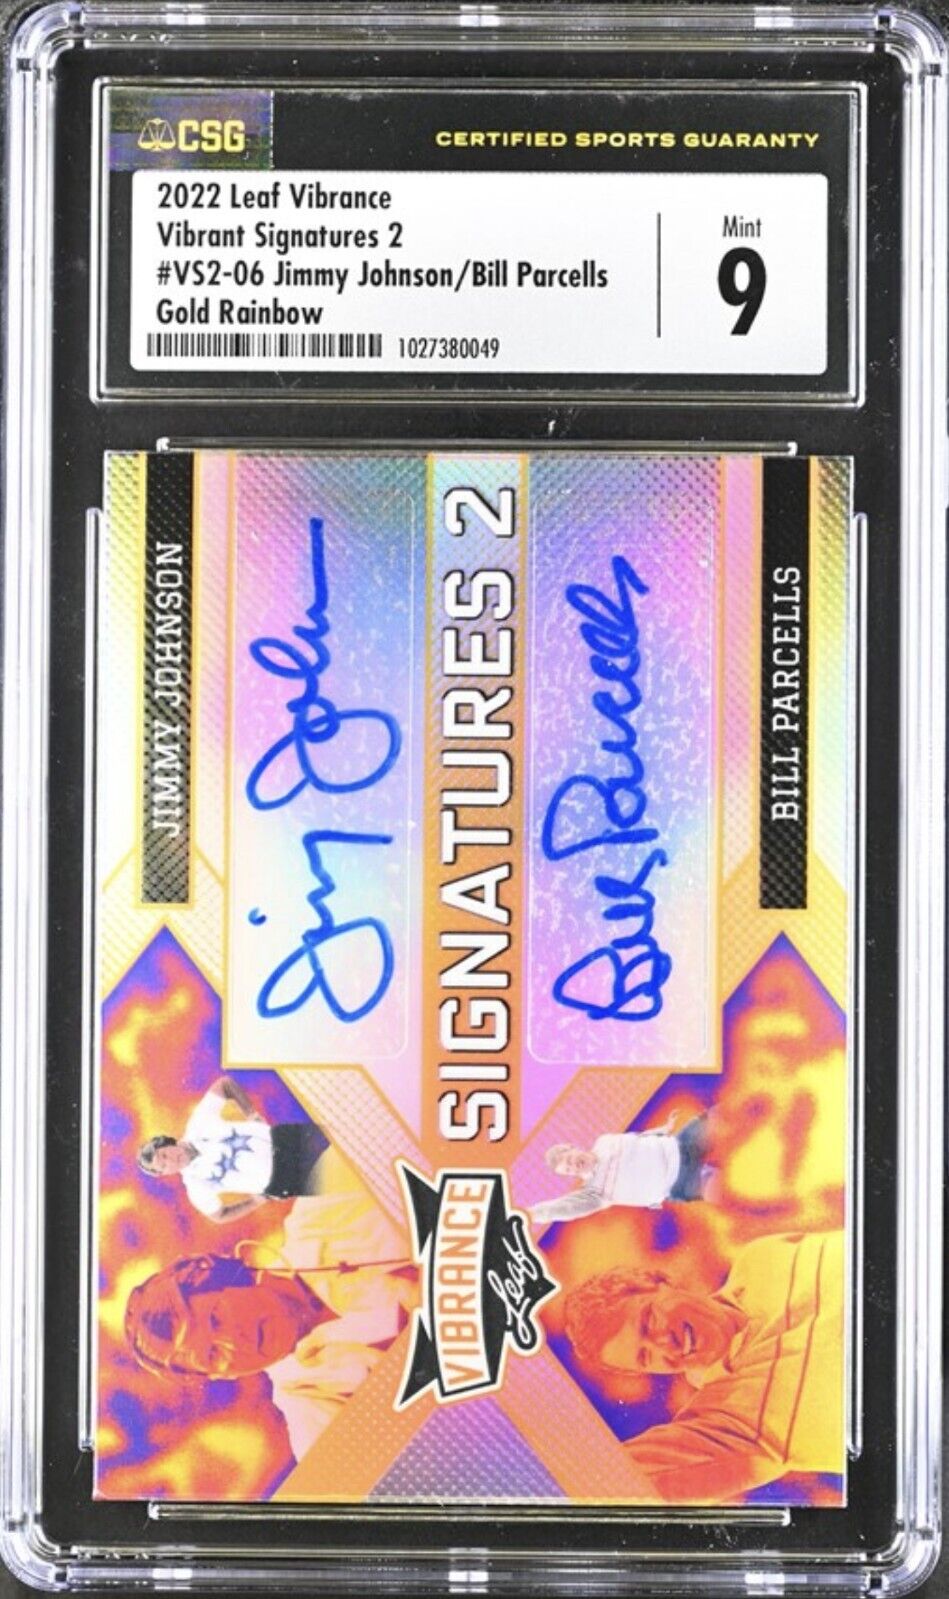 CSG
CERTIFIED SPORTS GUARANTY
2022 Leaf Vibrance
Vibrant Signatures 2
#VS2-06 Jimmy Johnson/Bill Parcells
Gold Rainbow
1027380049
Mint
9
JIMMY JOHNSON
Jimmy Johnson
SIGNATURES 2
Bill Parcells
BILL PARCELLS
VIBRANCE
Leaf